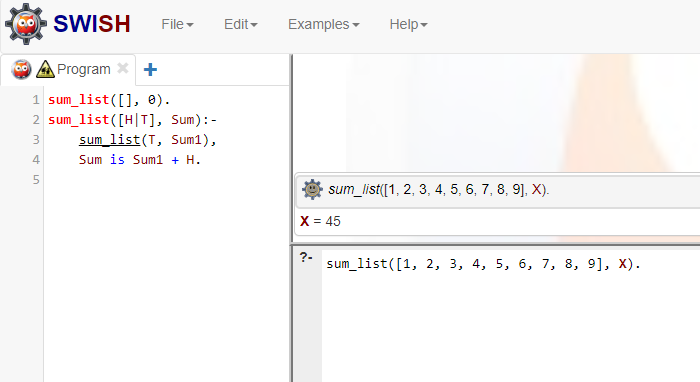 SWISH File Edit Examples Help
Program
1 sum_list([], 0).
2 sum_list([H|T], Sum):-
3 sum_list(T, Sum1),
4 Sum is Sum1 + H.
5
sum_list([1, 2, 3, 4, 5, 6, 7, 8, 9], X).
X = 45
?- sum_list([1, 2, 3, 4, 5, 6, 7, 8, 9], X).